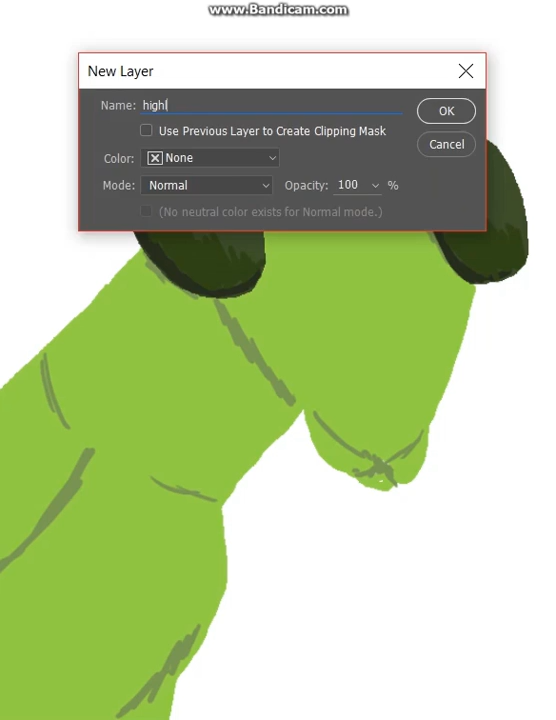 www.Bandicam.com
New Layer
Name: highl
OK
Use Previous Layer to Create Clipping Mask
Cancel
Color: None
Mode: Normal Opacity: 100 %
(No neutral color exists for Normal mode.)